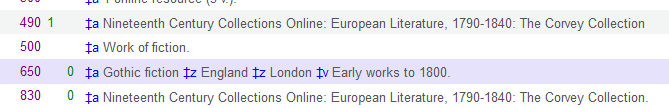 490 1 ‡a Nineteenth Century Collections Online: European Literature, 1790-1840: The Corvey Collection
500 ‡a Work of fiction.
650 0 ‡a Gothic fiction ‡z England ‡z London ‡v Early works to 1800.
830 0 ‡a Nineteenth Century Collections Online: European Literature, 1790-1840: The Corvey Collection.